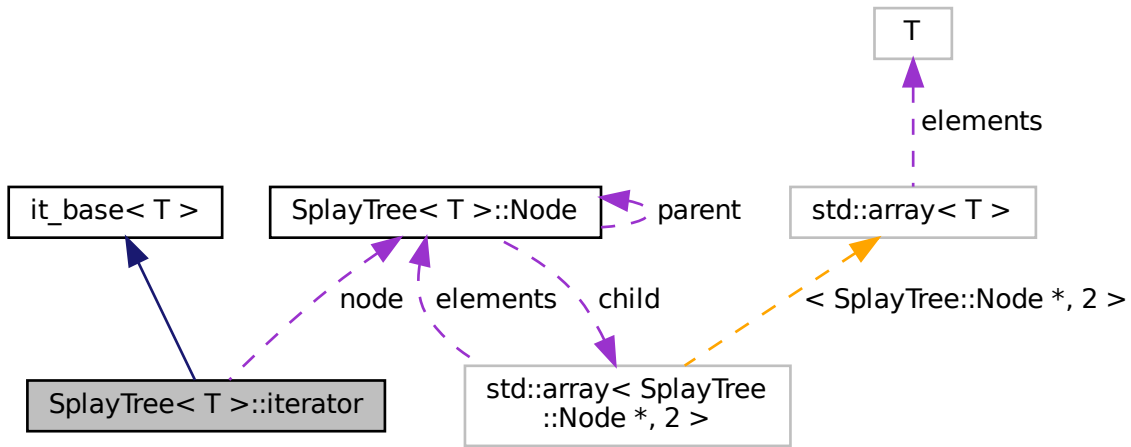 T
elements
it_base< T >
SplayTree< T >::Node
parent
std::array< T >
node
elements
child
< SplayTree::Node *, 2 >
SplayTree< T >::iterator
std::array< SplayTree
::Node *, 2 >